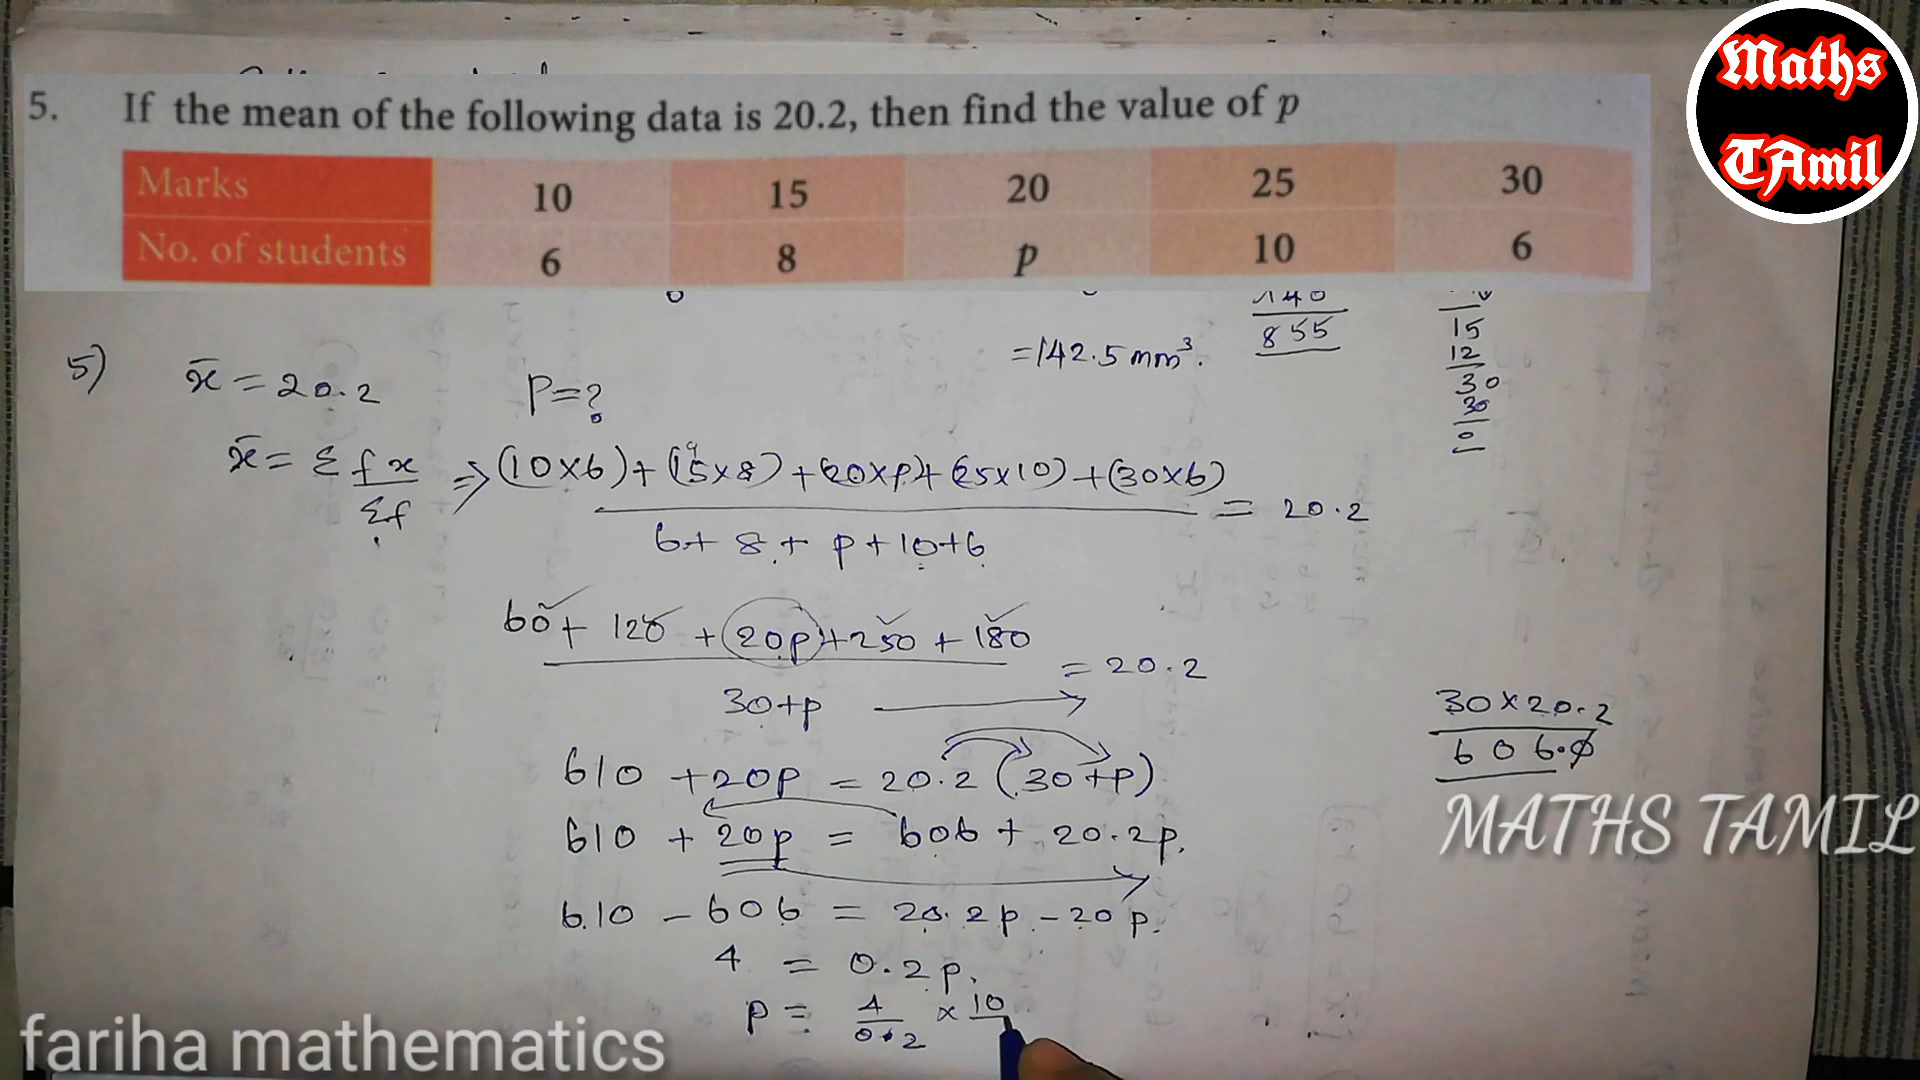 Maths
TAmil
5. If the mean of the following data is 20.2, then find the value of p
Marks 10 15 20 25 30
No. of students 6 8 p 10 6
140
855
=142.5 mm³.
15
12
30
30
0
5) x̄ = 20.2 P=?
x̄ = Σfx/Σf ⇒ (10×6)+(15×8)+(20×p)+(25×10)+(30×6) = 20.2
6+8+p+10+6
60+120+20p+250+180 = 20.2
30+p
30×20.2
606.0
610+20p = 20.2(30+p)
610+20p = 606+20.2p.
610-606 = 20.2p-20p.
4 = 0.2p.
p = 4/0.2 × 10
MATHS TAMIL
fariha mathematics